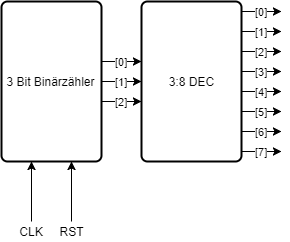 [0]
[1]
[2]
[0]
[3]
3 Bit Binärzähler
[1]
3:8 DEC
[4]
[2]
[5]
[6]
[7]
CLK
RST